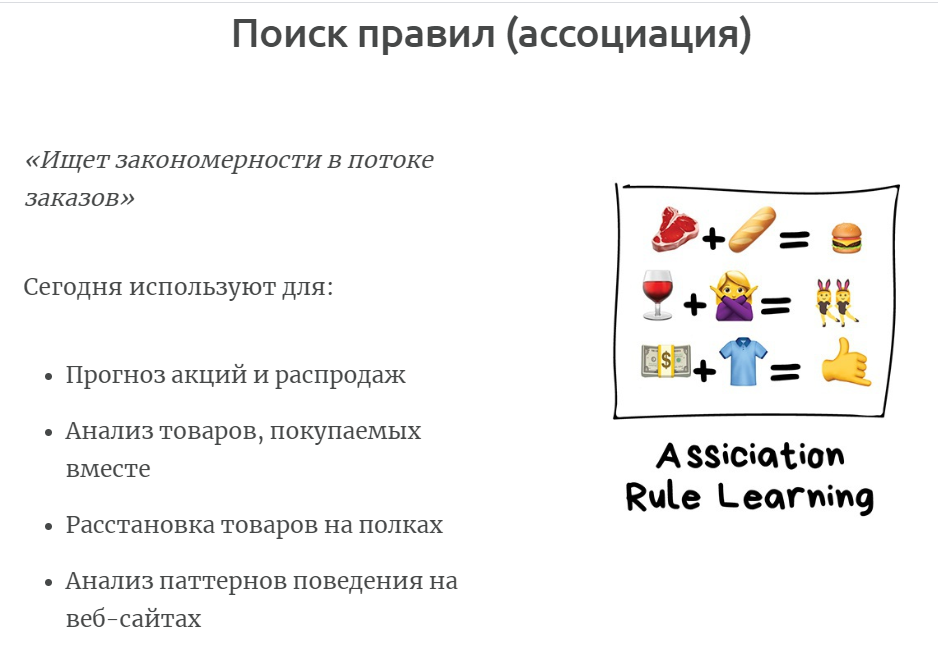 Поиск правил (ассоциация)
«Ищет закономерности в потоке
заказов»
Сегодня используют для:
• Прогноз акций и распродаж
• Анализ товаров, покупаемых
вместе
• Расстановка товаров на полках
• Анализ паттернов поведения на
веб-сайтах
+ =
+ =
$ + =
Assiciation
Rule Learning